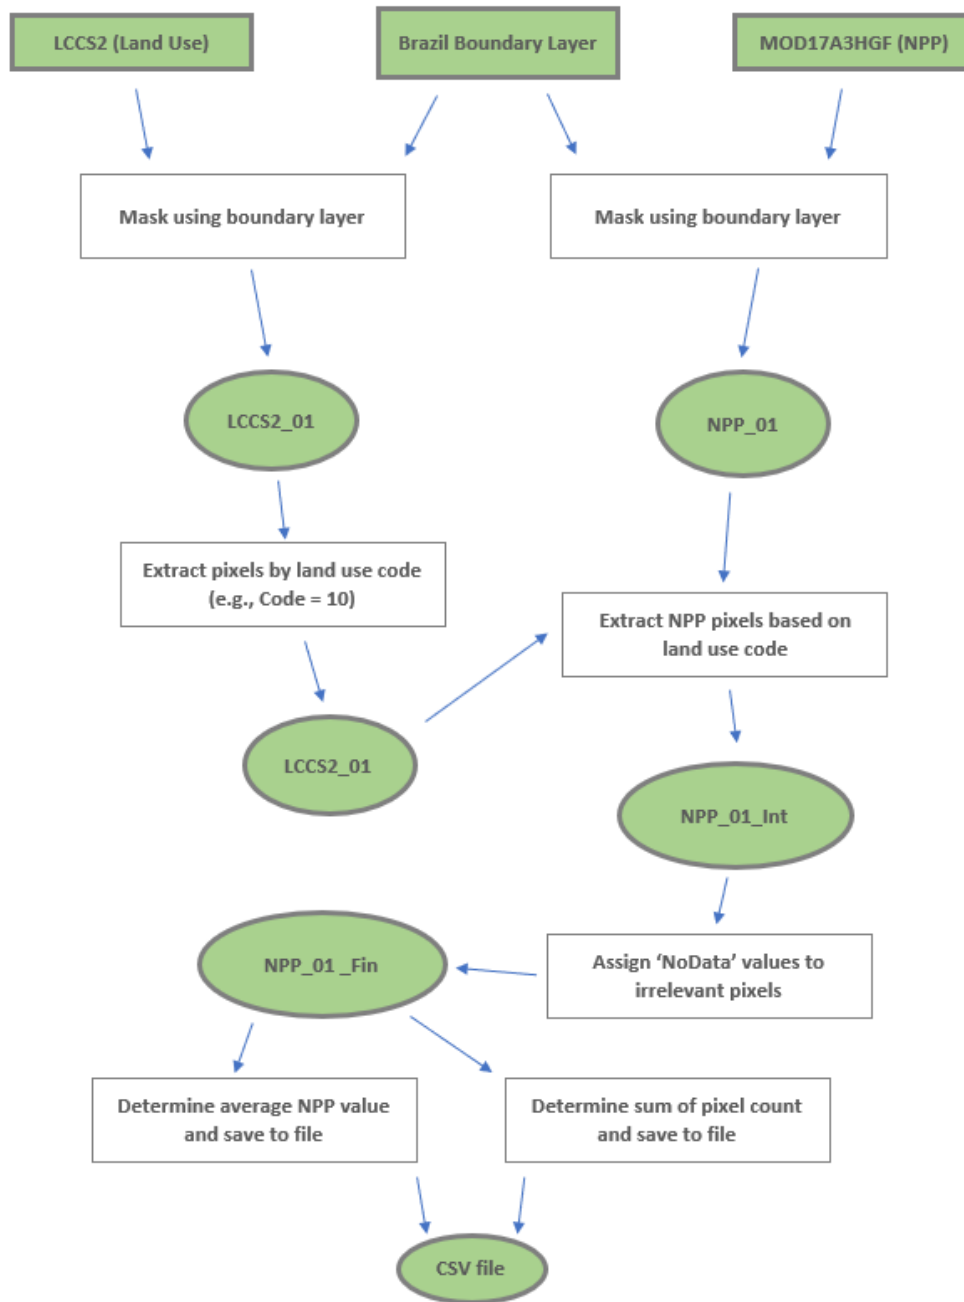 LCCS2 (Land Use)
Brazil Boundary Layer
MOD17A3HGF (NPP)
Mask using boundary layer
Mask using boundary layer
LCCS2_01
NPP_01
Extract pixels by land use code
(e.g., Code = 10)
Extract NPP pixels based on
land use code
LCCS2_01
NPP_01_Int
Assign ‘NoData’ values to
irrelevant pixels
NPP_01 _Fin
Determine average NPP value
and save to file
Determine sum of pixel count
and save to file
CSV file